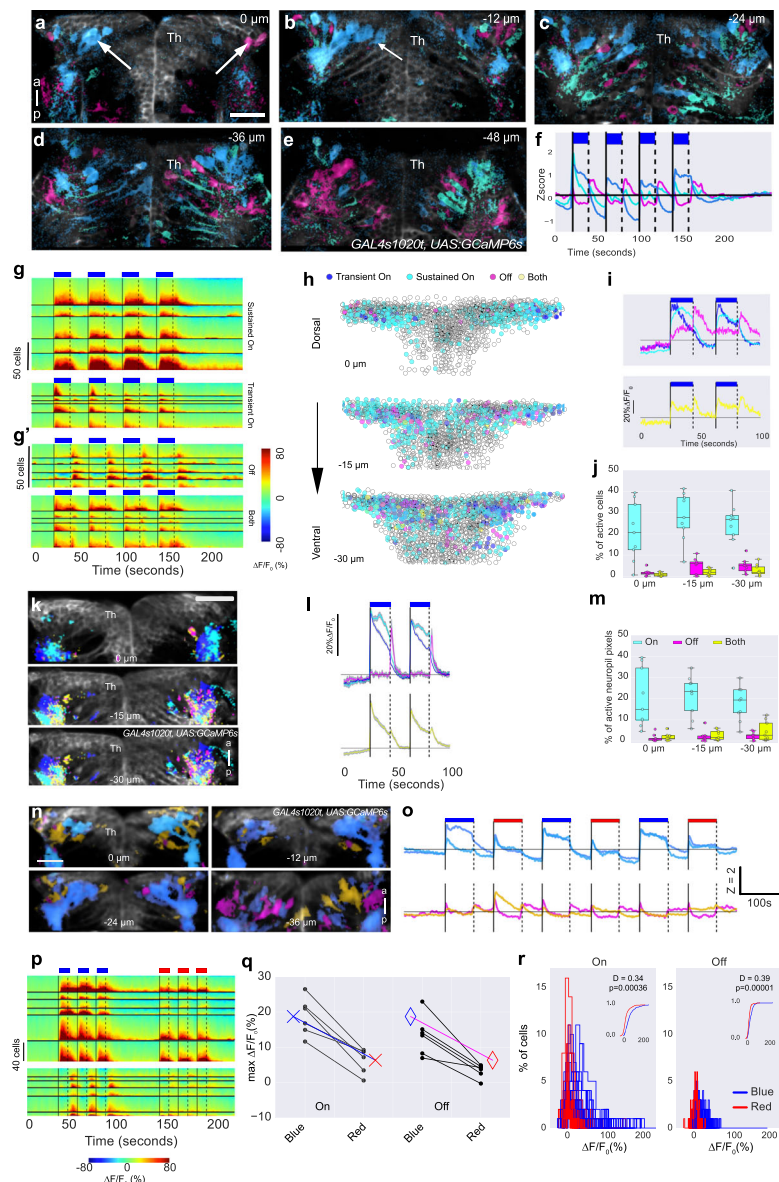 a
0 µm
Th
a
p
b
-12 µm
Th
c
-24 µm
Th
d
-36 µm
Th
e
-48 µm
Th
GAL4s1020t, UAS:GCaMP6s
f
Zscore
2
1
0
-1
0 50 100 150 200
Time (seconds)
g
Sustained On
50 cells
Transient On
g'
50 cells
Off
Both
80
0
-80
ΔF/F₀ (%)
0 50 100 150
Time (seconds)
h
Transient On Sustained On Off Both
Dorsal
0 µm
-15 µm
Ventral
-30 µm
i
20%ΔF/F₀
0 50 100
Time (seconds)
j
% of active cells
50
40
30
20
10
0
0 µm -15 µm -30 µm
k
Th
0 µm
Th
-15 µm
GAL4s1020t, UAS:GCaMP6s
Th
-30 µm
a
p
l
20%ΔF/F₀
0 50 100
Time (seconds)
m
% of active neuropil pixels
On Off Both
50
40
30
20
10
0
0 µm -15 µm -30 µm
n
GAL4s1020t, UAS:GCaMP6s
Th
0 µm
-12 µm
-24 µm
-36 µm
a
p
o
Z = 2
100s
p
40 cells
0 50 100 150 200
Time (seconds)
-80 0 80
ΔF/F₀ (%)
q
max ΔF/F₀(%)
30
20
10
0
−10
On Off
Blue Red Blue Red
r
On Off
% of cells
15
10
5
0
D = 0.34
p=0.00036
1.0
0.0
0 200
15
10
5
0
D = 0.39
p=0.00001
1.0
0.0
0 200
Blue
Red
0 50 100 150 200
ΔF/F₀(%)
0 50 100 150 200
ΔF/F₀(%)